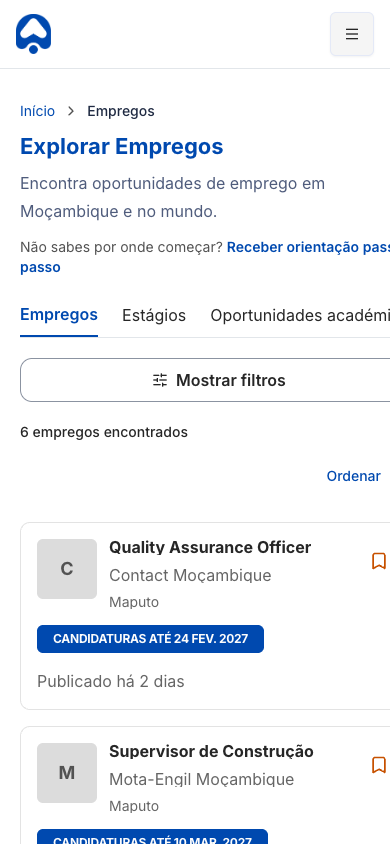 Início > Empregos
Explorar Empregos
Encontra oportunidades de emprego em
Moçambique e no mundo.
Não sabes por onde começar? Receber orientação pass
passo
Empregos Estágios Oportunidades académi
Mostrar filtros
6 empregos encontrados
Ordenar
C
Quality Assurance Officer
Contact Moçambique
Maputo
CANDIDATURAS ATÉ 24 FEV. 2027
Publicado há 2 dias
M
Supervisor de Construção
Mota-Engil Moçambique
Maputo
CANDIDATURAS ATÉ 10 MAR. 2027